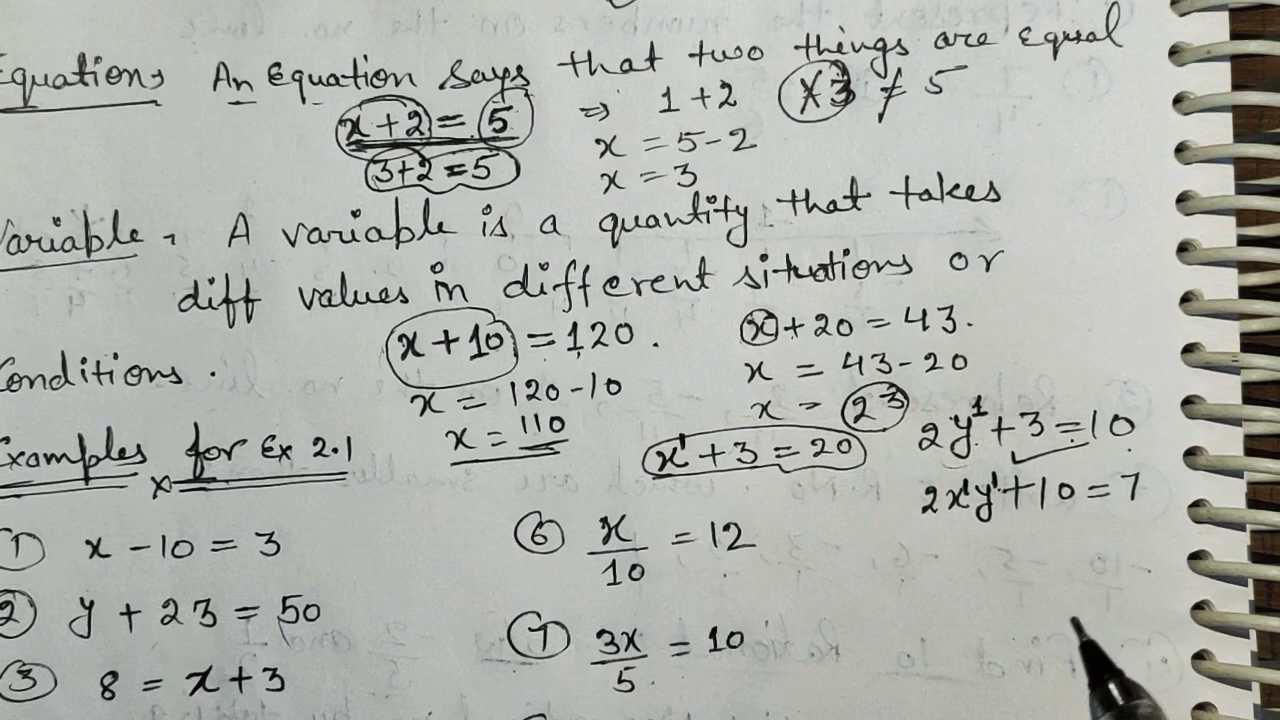 Equation, An Equation says that two things are equal
x+2 = 5 ⇒ 1+2 3 ≠ 5
3+2=5 x = 5-2
x = 3
Variable, A variable is a quantity that takes
diff values in different situations or
Conditions.
x+10 = 120. x+20 = 43.
x = 120-10 x = 43-20
x = 110 x = 23
x¹+3 = 20 2y¹+3=10
2x¹y¹+10=7
Examples for Ex 2.1
① x - 10 = 3
② y + 23 = 50
③ 8 = x+3
⑥ x/10 = 12
⑦ 3x/5 = 10